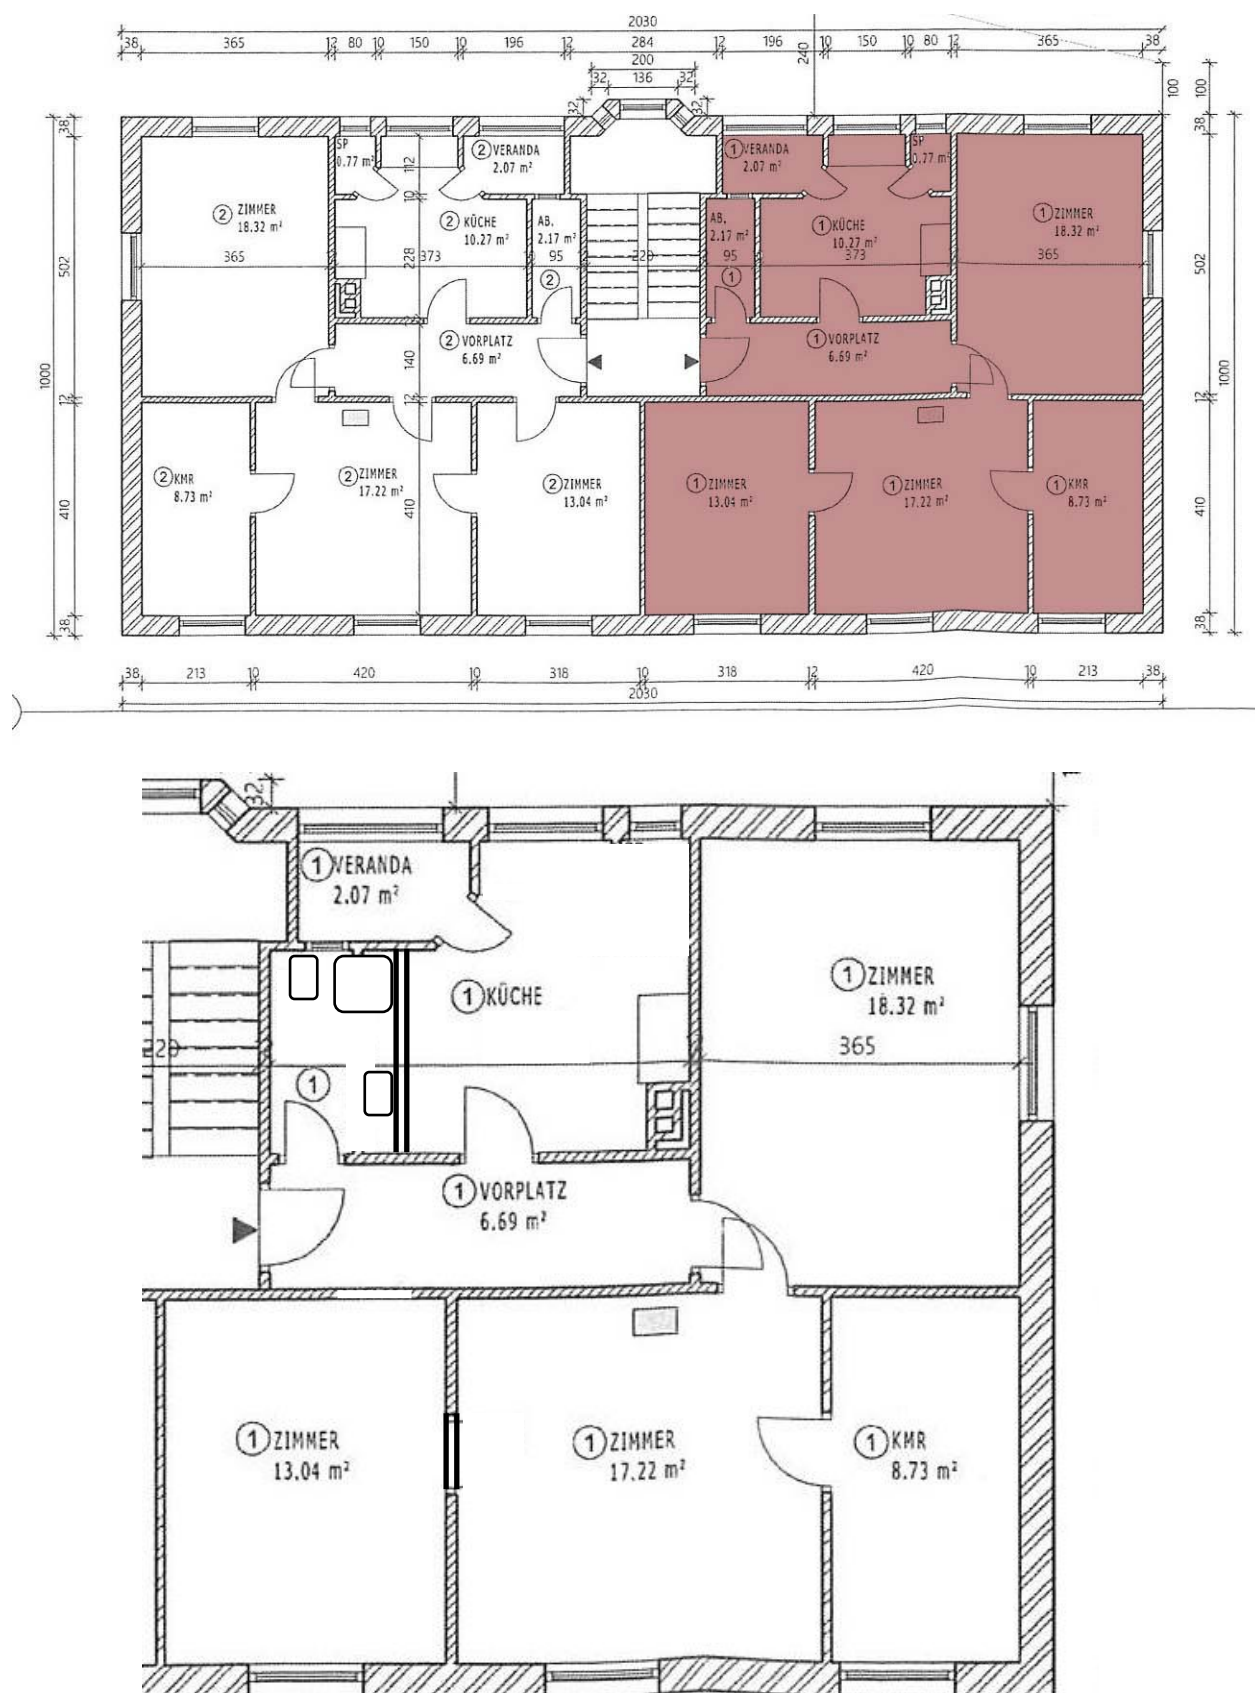 2030
38 365 12 80 10 150 10 196 12 284 12 196 10 150 10 80 12 365 38
200
32 136 32
240
100
100
32
32
38
38
SP
0.77 m²
112
2 VERANDA
2.07 m²
1 VERANDA
2.07 m²
SP
0.77 m²
10
2 ZIMMER
18.32 m²
2 KÜCHE
10.27 m²
AB.
2.17 m²
AB.
2.17 m²
1 KÜCHE
10.27 m²
1 ZIMMER
18.32 m²
502
365
228
373
95
220
95
373
365
502
2
1
12
2 VORPLATZ
6.69 m²
1 VORPLATZ
6.69 m²
140
1000
1000
12
12
12
2 KMR
8.73 m²
2 ZIMMER
17.22 m²
2 ZIMMER
13.04 m²
1 ZIMMER
13.04 m²
1 ZIMMER
17.22 m²
1 KMR
8.73 m²
410
410
410
38
38
38 213 10 420 10 318 10 318 12 420 10 213 38
2030
32
1 VERANDA
2.07 m²
1 ZIMMER
18.32 m²
1 KÜCHE
220
365
1
1 VORPLATZ
6.69 m²
1 ZIMMER
13.04 m²
1 ZIMMER
17.22 m²
1 KMR
8.73 m²